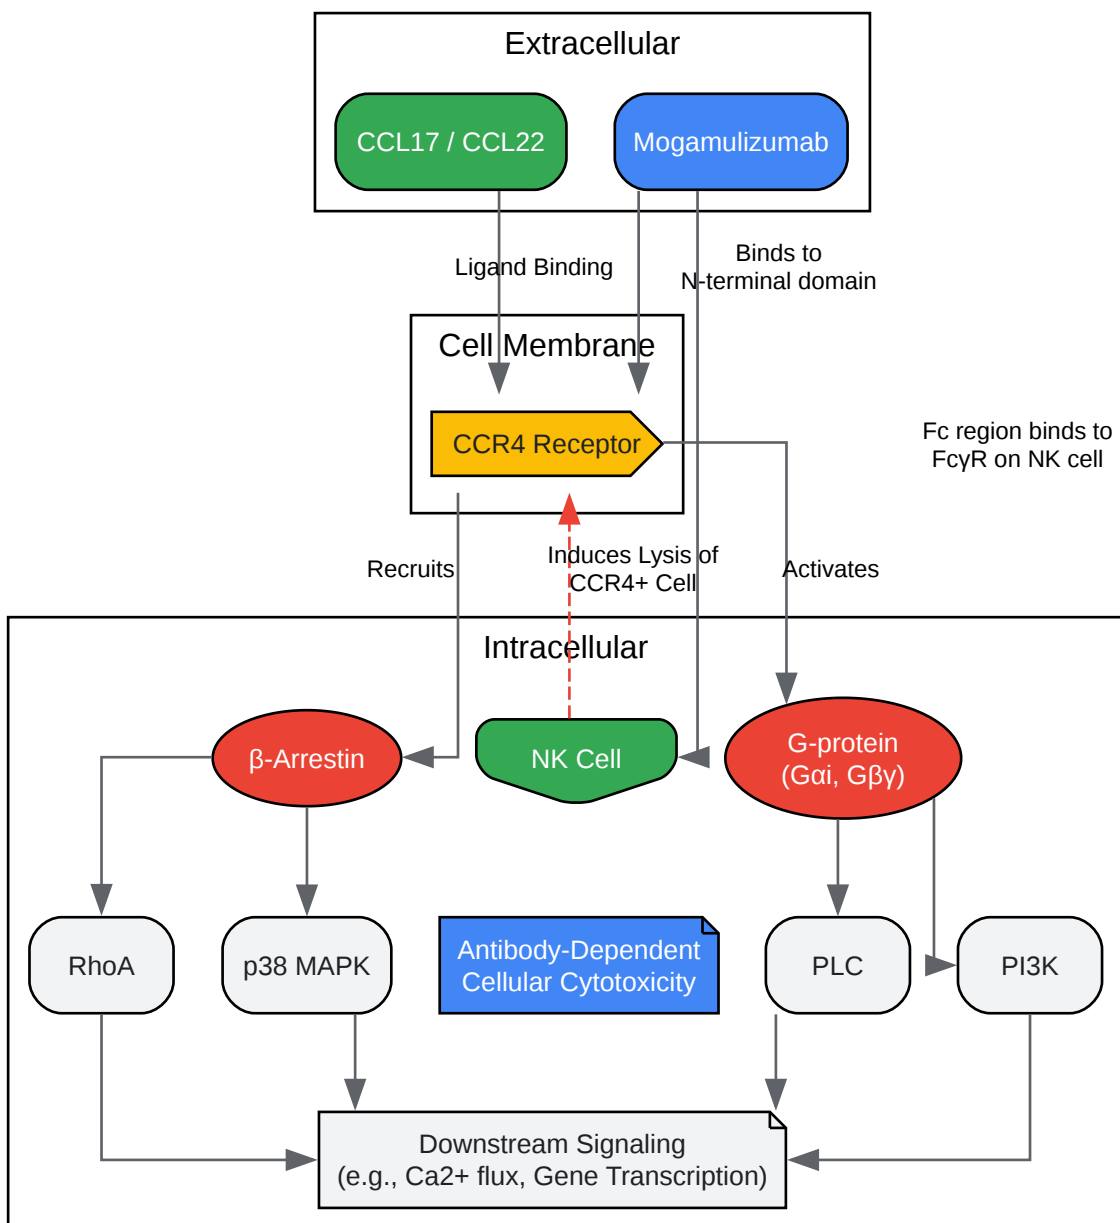 Extracellular
CCL17 / CCL22
Mogamulizumab
Ligand Binding
Binds to
N-terminal domain
Cell Membrane
CCR4 Receptor
Fc region binds to
FcγR on NK cell
Recruits
Induces Lysis of
CCR4+ Cell
Activates
Intracellular
β-Arrestin
NK Cell
G-protein
(Gαi, Gβγ)
RhoA
p38 MAPK
Antibody-Dependent
Cellular Cytotoxicity
PLC
PI3K
Downstream Signaling
(e.g., Ca2+ flux, Gene Transcription)